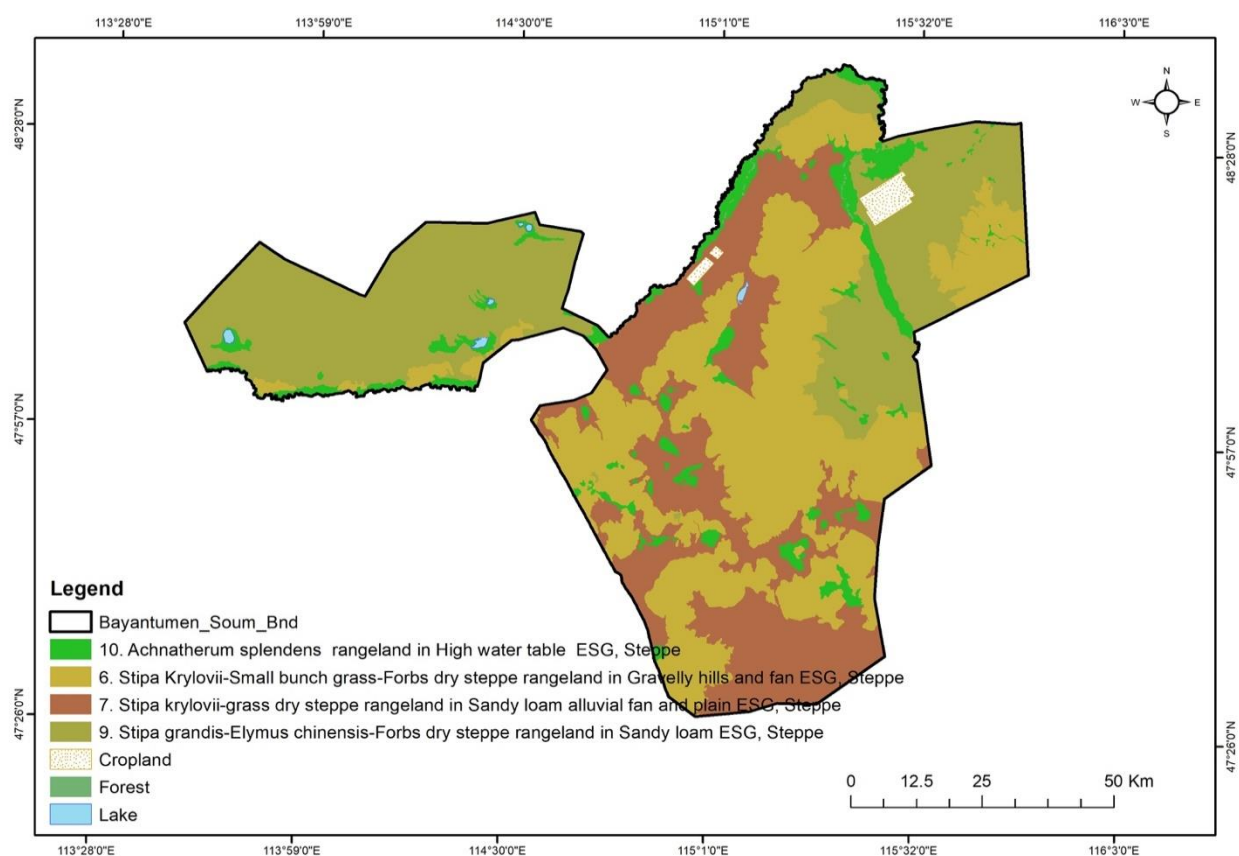 113°28'0"E 113°59'0"E 114°30'0"E 115°1'0"E 115°32'0"E 116°3'0"E
N
W E
S
48°28'0"N
48°28'0"N
47°57'0"N
47°57'0"N
47°26'0"N
47°26'0"N
Legend
Bayantumen_Soum_Bnd
10. Achnatherum splendens rangeland in High water table ESG, Steppe
6. Stipa Krylovii-Small bunch grass-Forbs dry steppe rangeland in Gravelly hills and fan ESG, Steppe
7. Stipa krylovii-grass dry steppe rangeland in Sandy loam alluvial fan and plain ESG, Steppe
9. Stipa grandis-Elymus chinensis-Forbs dry steppe rangeland in Sandy loam ESG, Steppe
Cropland
Forest
Lake
0 12.5 25 50 Km
113°28'0"E 113°59'0"E 114°30'0"E 115°1'0"E 115°32'0"E 116°3'0"E